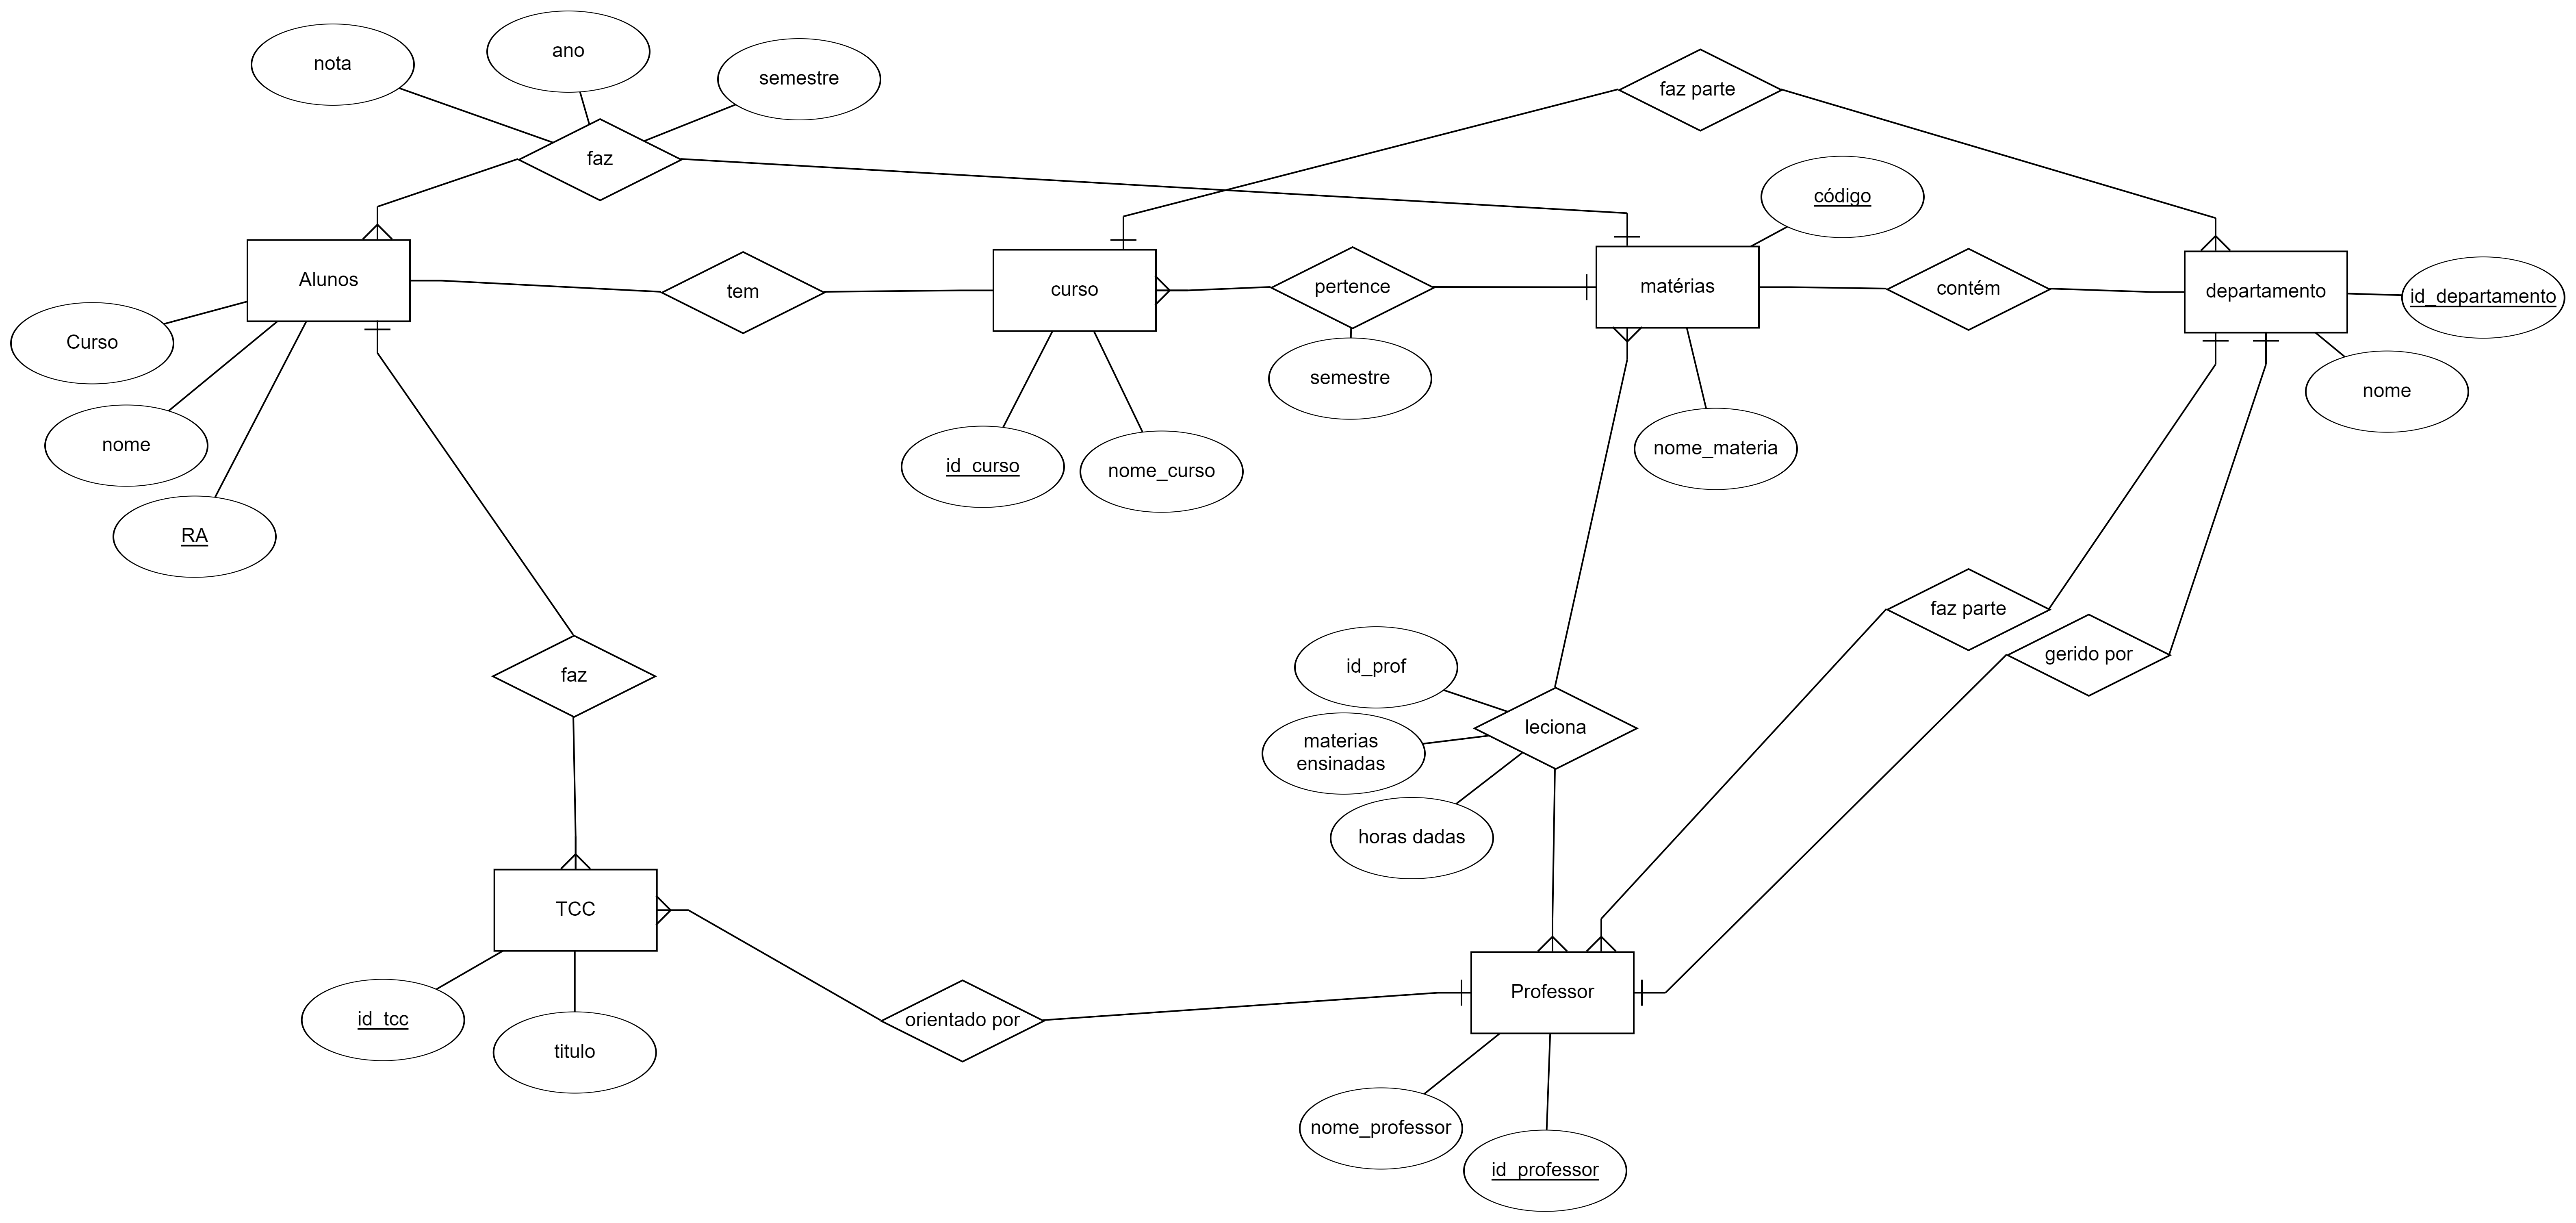 nota
ano
semestre
faz
faz parte
código
Alunos
tem
curso
pertence
matérias
contém
departamento
id_departamento
Curso
nome
RA
id_curso
nome_curso
semestre
nome_materia
nome
faz
id_prof
materias
ensinadas
horas dadas
leciona
faz parte
gerido por
TCC
id_tcc
titulo
orientado por
Professor
nome_professor
id_professor